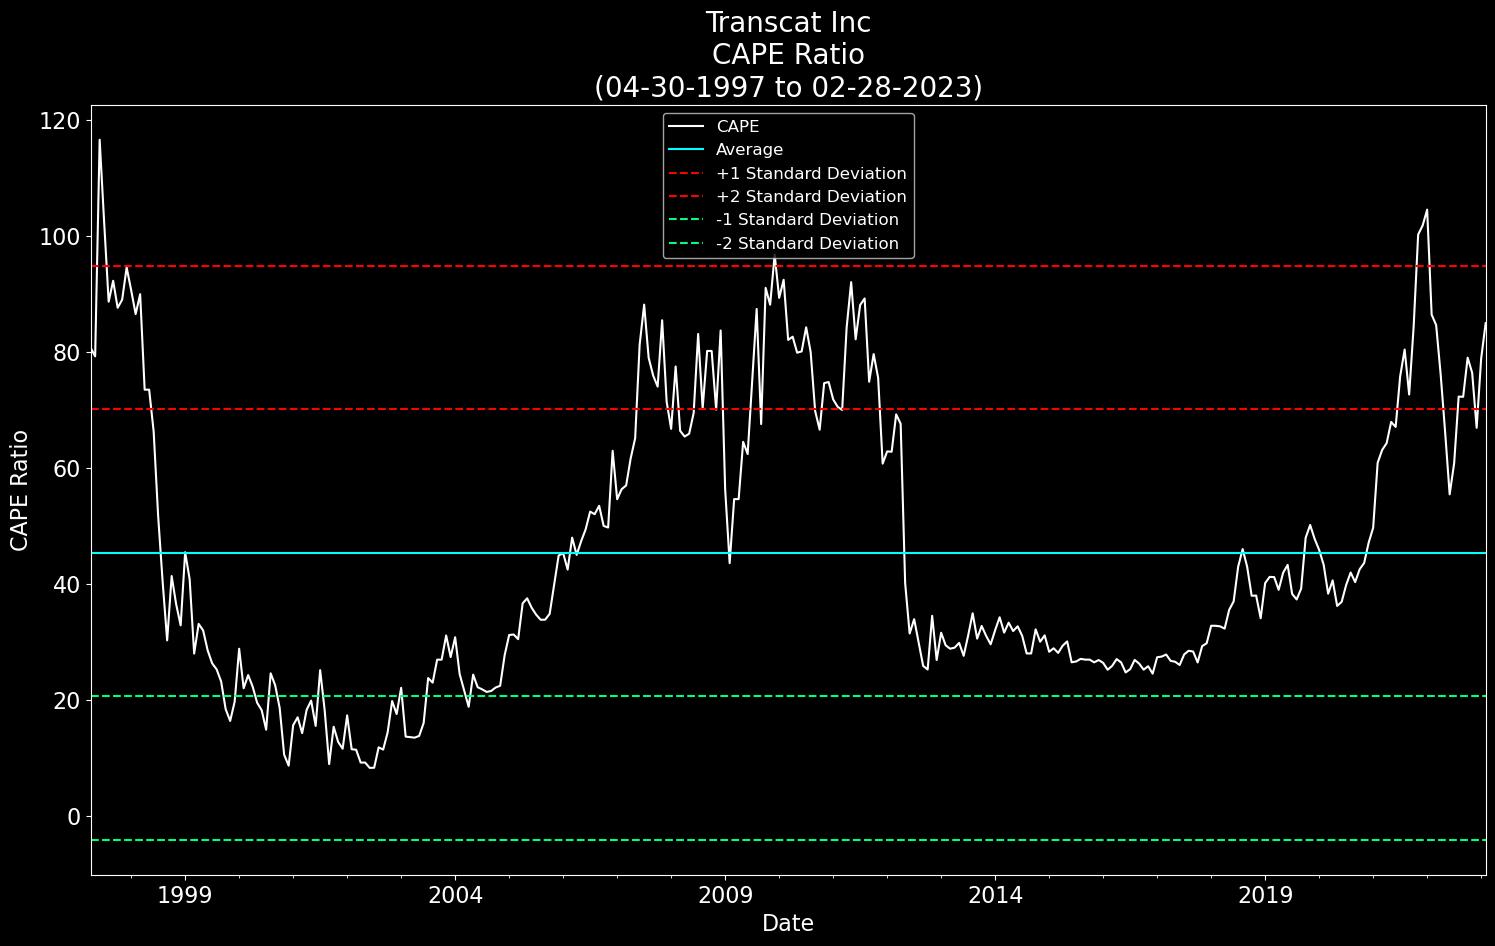 Transcat Inc
CAPE Ratio
(04-30-1997 to 02-28-2023)
CAPE
Average
+1 Standard Deviation
+2 Standard Deviation
-1 Standard Deviation
-2 Standard Deviation
CAPE Ratio
120
100
80
60
40
20
0
1999
2004
2009
2014
2019
Date